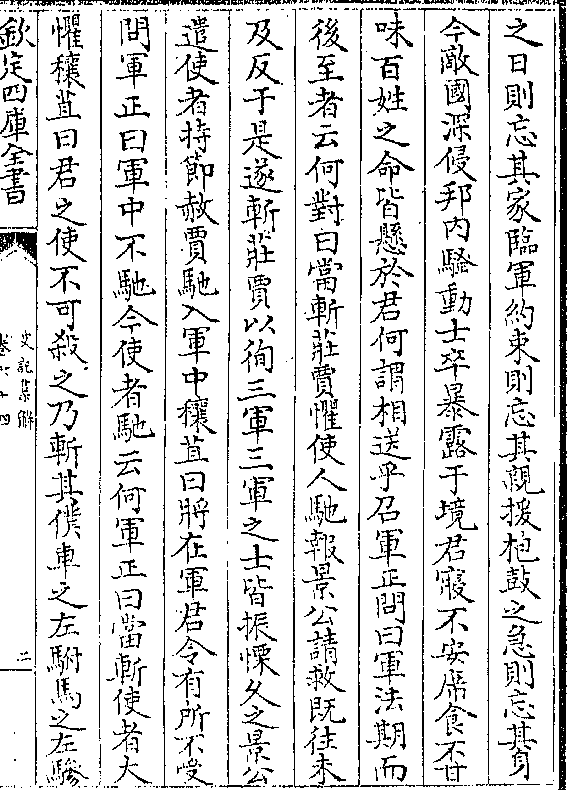 之日則忘其家臨軍約束則忘其親援枹鼓之急則忘其身
今敵國深侵邦内騷動士卒暴露于境君寢不安席食不甘
味百姓之命皆懸於君何謂相送乎召軍正問曰軍法期而
後至者云何對曰當斬莊賈懼使人馳報景公請救既往未
及反于是遂斬莊賈以徇三軍三軍之士皆振慄久之景公
遣使者持節赦賈馳入軍中穰苴曰將在軍君令有所不受
問軍正曰軍中不馳今使者馳云何軍正曰當斬使者大
懼穰苴曰君之使不可殺之乃斬其僕車之左駙馬之左驂
欽定四庫全書
史記集解
卷六十四
二